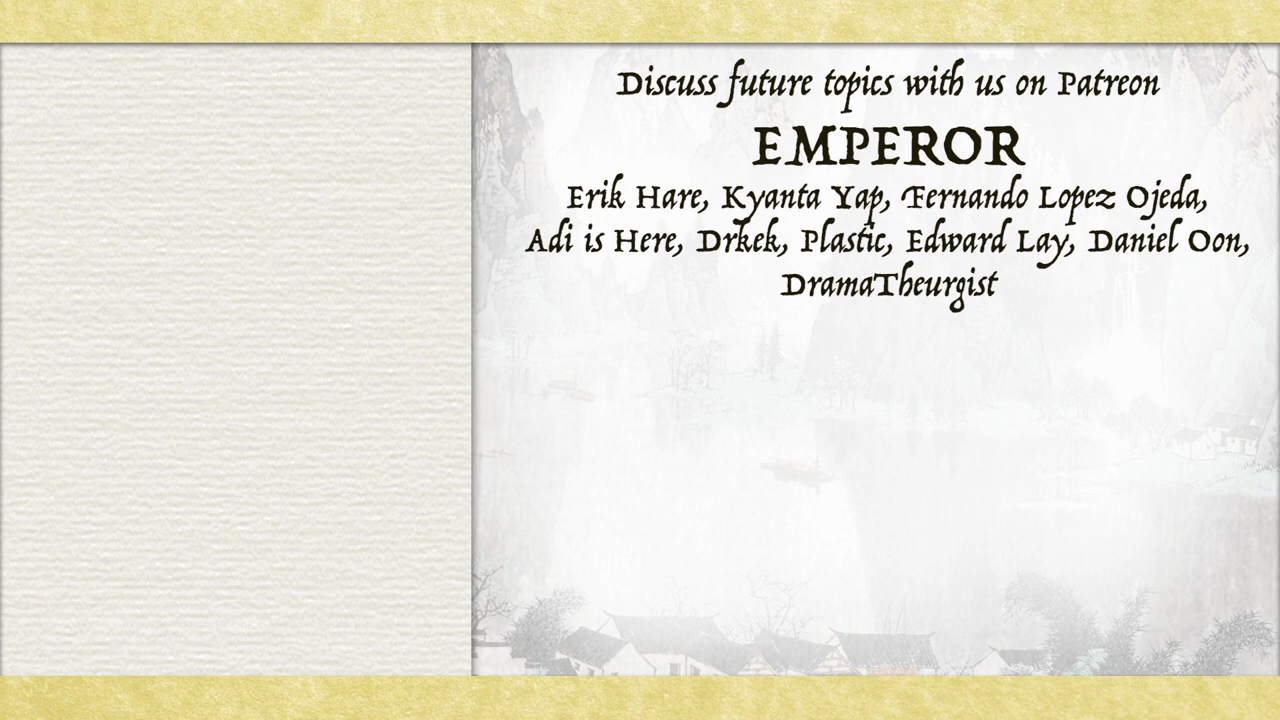 Discuss future topics with us on Patreon
EMPEROR
Erik Hare, Kyanta Yap, Fernando Lopez Ojeda,
Adi is Here, Drkek, Plastic, Edward Lay, Daniel Oon,
DramaTheurgist